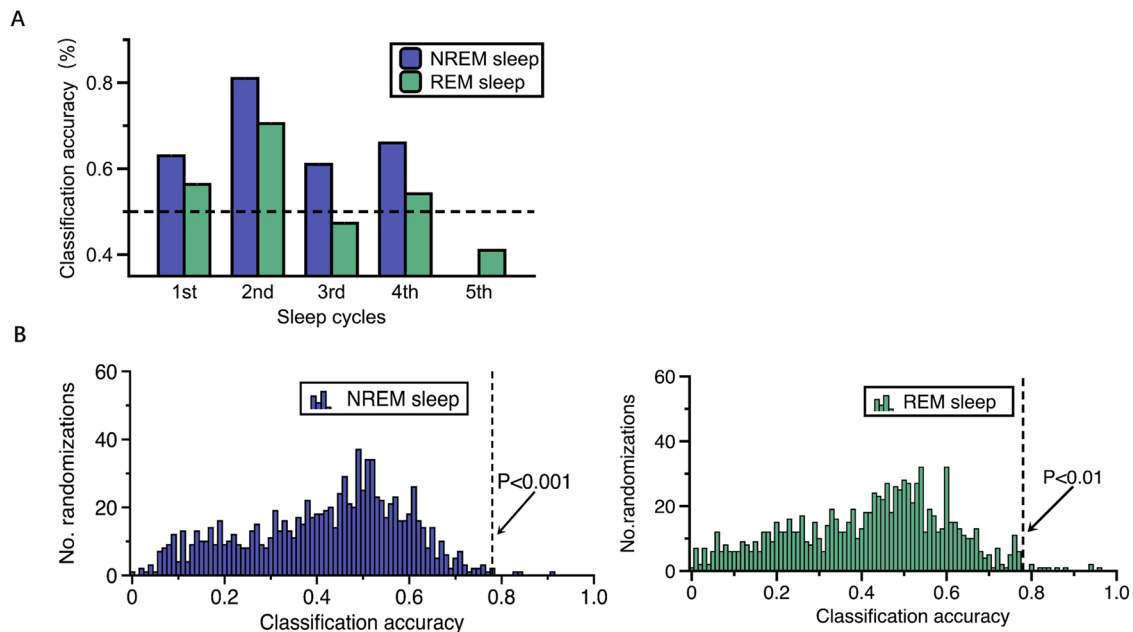 A
Classification accuracy (%)
0.8
0.6
0.4
NREM sleep
REM sleep
1st 2nd 3rd 4th 5th
Sleep cycles
B
No. randomizations
60
40
20
0
NREM sleep
P<0.001
0 0.2 0.4 0.6 0.8 1.0
Classification accuracy
No.randomizations
60
40
20
0
REM sleep
P<0.01
0 0.2 0.4 0.6 0.8 1.0
Classification accuracy